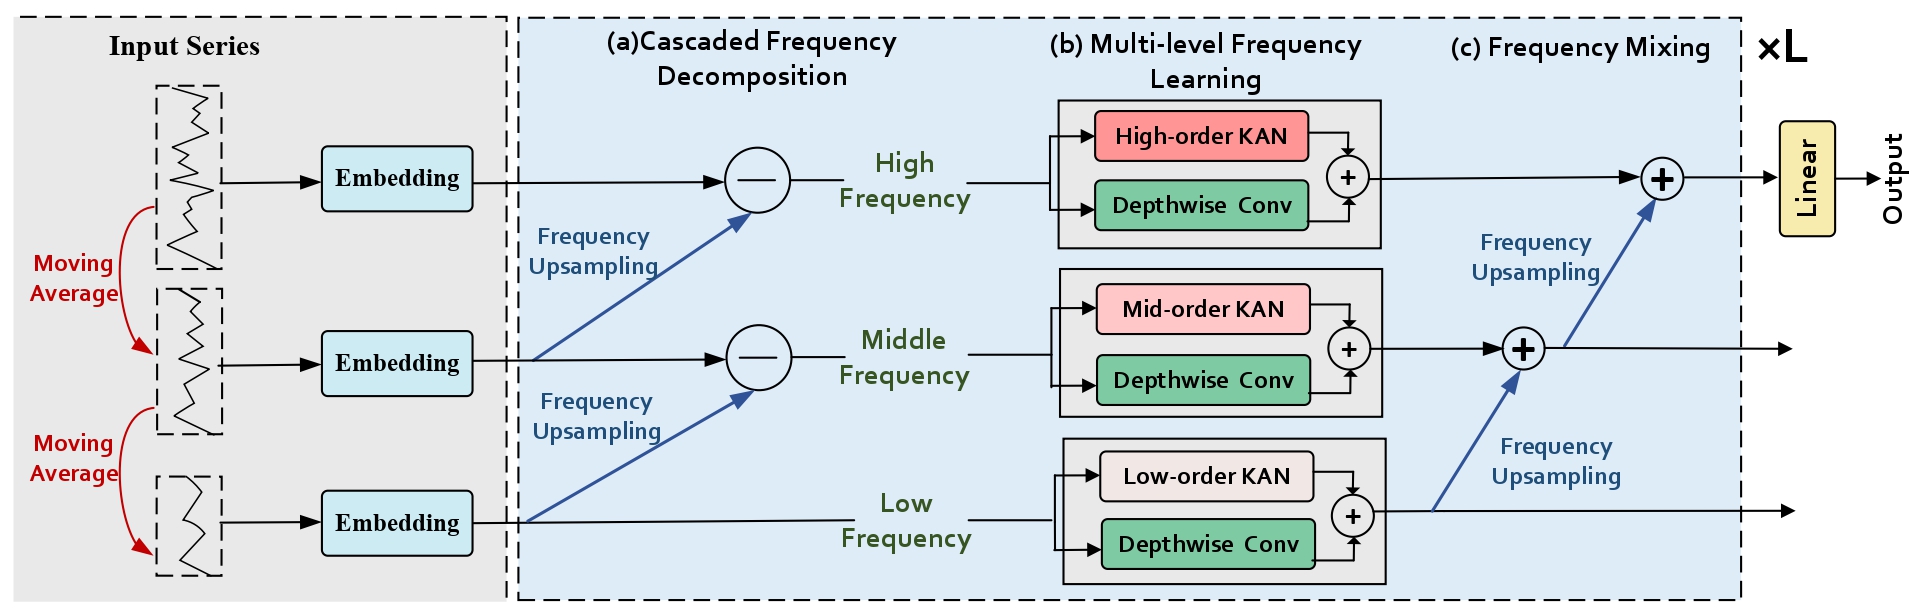 Input Series
(a)Cascaded Frequency
Decomposition
(b) Multi-level Frequency
Learning
(c) Frequency Mixing
×L
Embedding
High
Frequency
High-order KAN
+
Depthwise Conv
+
Linear
Output
Moving
Average
Frequency
Upsampling
Frequency
Upsampling
Embedding
Middle
Frequency
Mid-order KAN
+
Depthwise Conv
+
Moving
Average
Frequency
Upsampling
Frequency
Upsampling
Embedding
Low
Frequency
Low-order KAN
+
Depthwise Conv